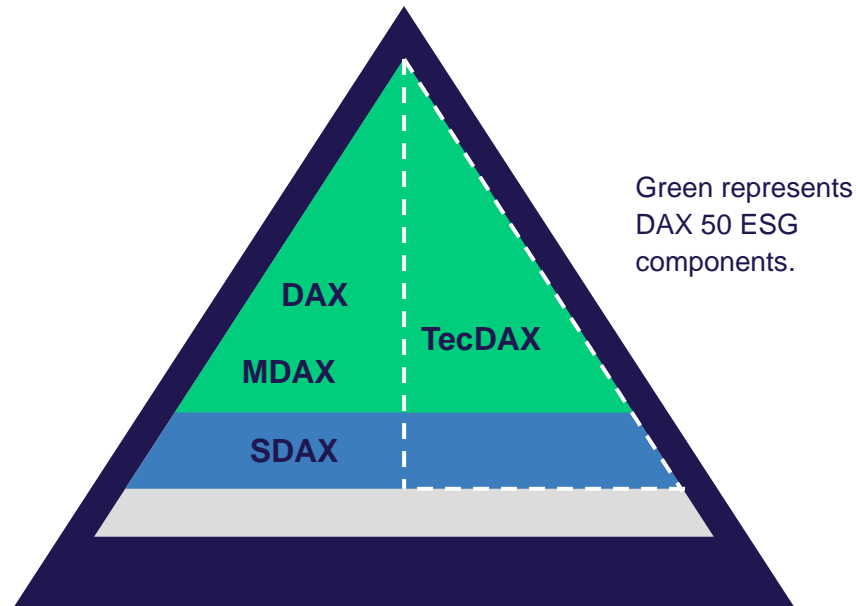 Green represents
DAX 50 ESG
components.
DAX
TecDAX
MDAX
SDAX